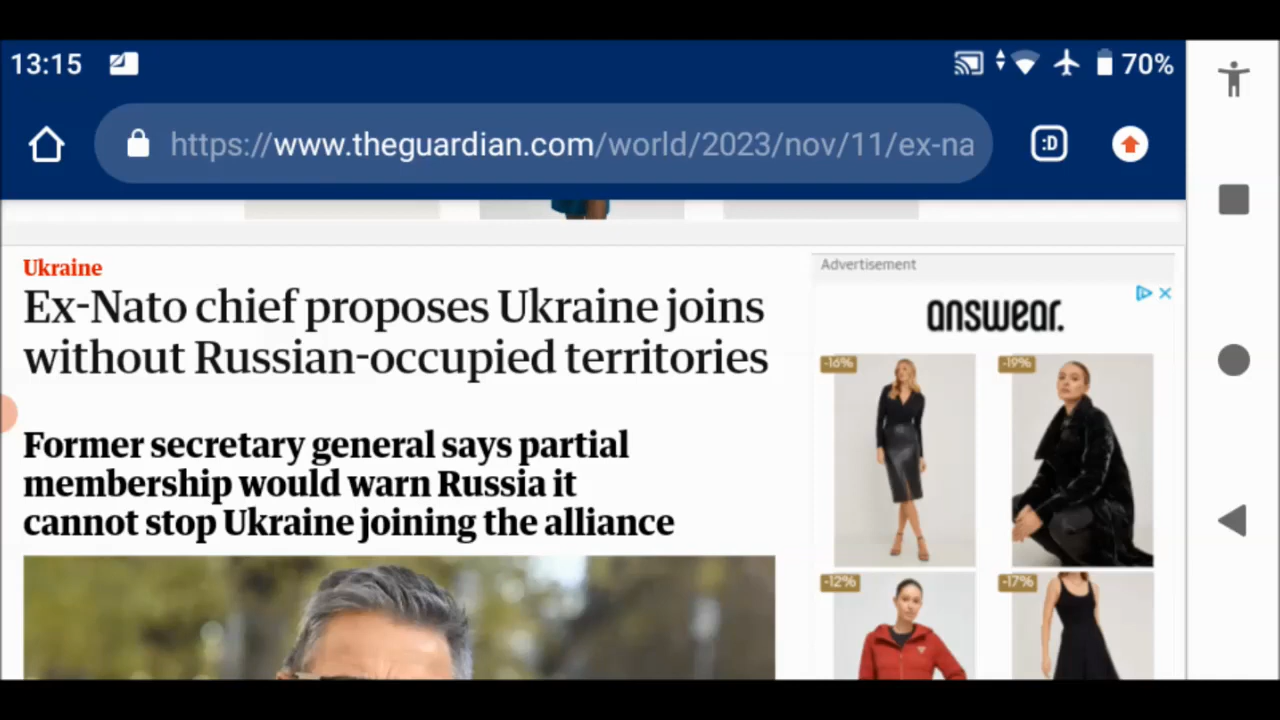 13:15
70%
https://www.theguardian.com/world/2023/nov/11/ex-na
:D
Ukraine
Ex-Nato chief proposes Ukraine joins
without Russian-occupied territories
Former secretary general says partial
membership would warn Russia it
cannot stop Ukraine joining the alliance
Advertisement
answear.
-16%
-19%
-12%
-17%